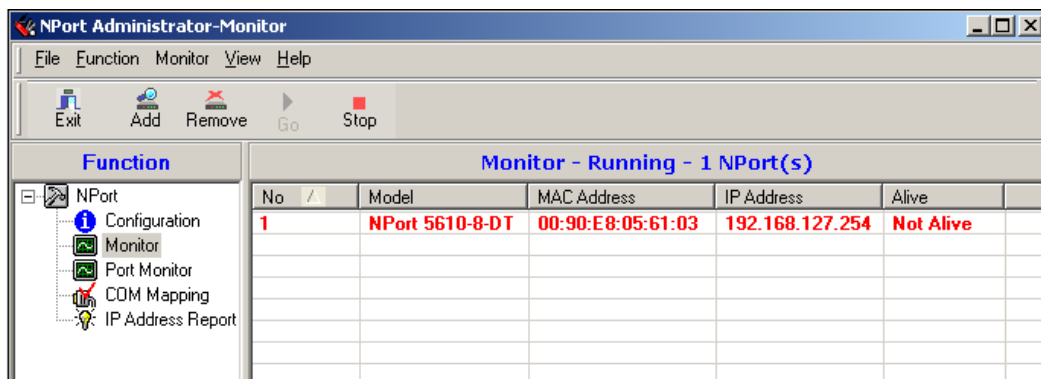 NPort Administrator-Monitor
File Function Monitor View Help
Exit Add Remove Go Stop
Function
Monitor - Running - 1 NPort(s)
NPort
Configuration
Monitor
Port Monitor
COM Mapping
IP Address Report
No Model MAC Address IP Address Alive
1 NPort 5610-8-DT 00:90:E8:05:61:03 192.168.127.254 Not Alive